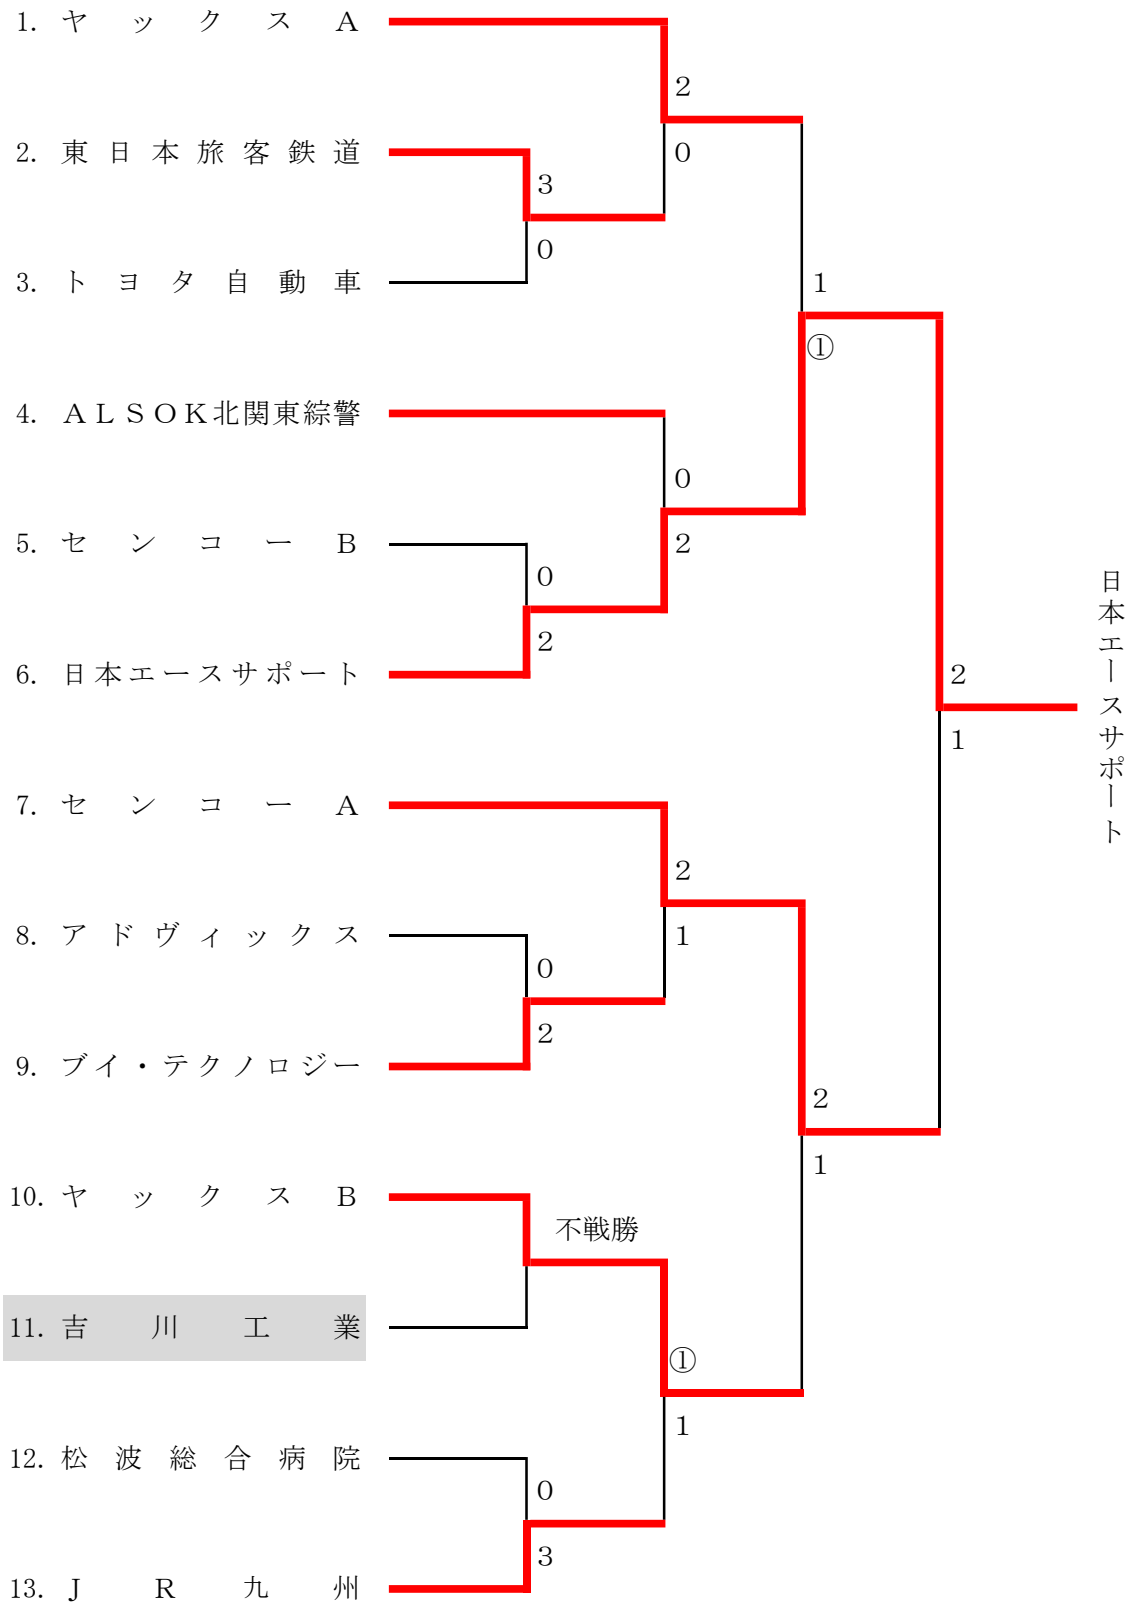 1. ヤックスＡ
2
2. 東日本旅客鉄道
0
3
0
3. トヨタ自動車
1
①
4. ＡＬＳＯＫ北関東綜警
0
5. センコーＢ
2
0
2
6. 日本エースサポート
2
1
日本エースサポート
7. センコーＡ
2
8. アドヴィックス
1
0
2
9. ブイ・テクノロジー
2
1
10. ヤックスＢ
不戦勝
11. 吉川工業
①
1
12. 松波総合病院
0
3
13. ＪＲ九州